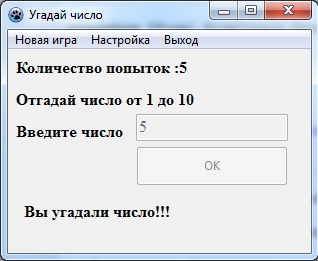 Угадай число
Новая игра Настройка Выход
Количество попыток :5
Отгадай число от 1 до 10
Введите число 5
OK
Вы угадали число!!!